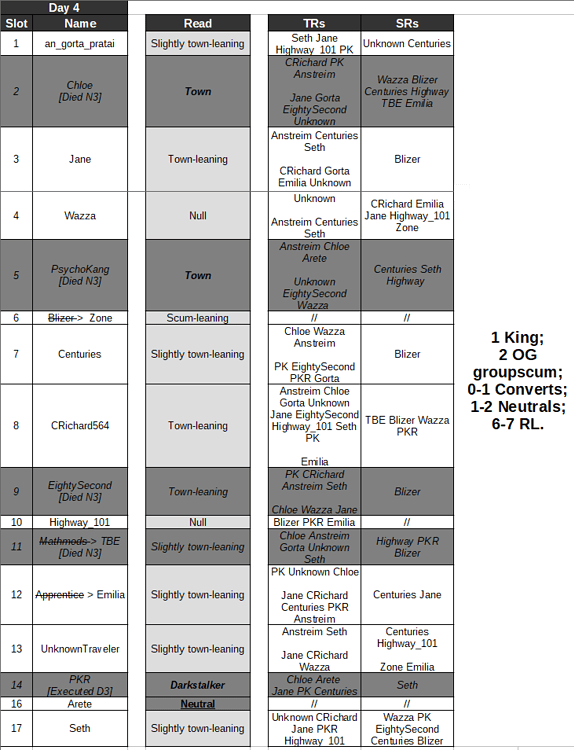 Day 4
Slot Name Read TRs SRs
1 an_gorta_pratai Slightly town-leaning Seth Jane Unknown Centuries
Highway_101 PK
2 Chloe Town CRichard PK Wazza Blizer
[Died N3] Anstreim Centuries Highway
Jane Gorta TBE Emilia
EightySecond
Unknown
3 Jane Town-leaning Anstreim Centuries Blizer
Seth
CRichard Gorta
Emilia Unknown
4 Wazza Null Unknown CRichard Emilia
Anstreim Centuries Jane Highway_101
Seth Zone
5 PsychoKang Town Anstreim Chloe Centuries Seth
[Died N3] Arete Highway
Unknown
EightySecond
Wazza
6 Blizer > Zone Scum-leaning // //
7 Centuries Slightly town-leaning Chloe Wazza Blizer
Anstreim
PK EightySecond
PKR Gorta
8 CRichard564 Town-leaning Anstreim Chloe TBE Blizer Wazza
Gorta Unknown PKR
Jane EightySecond
Highway_101 Seth
PK
Emilia
9 EightySecond Town-leaning PK CRichard Blizer
[Died N3] Anstreim Seth
Chloe Wazza Jane
10 Highway_101 Null Blizer PKR Emilia //
11 Mathmods > TBE Slightly town-leaning Chloe Anstreim Highway PKR
[Died N3] Gorta Unknown Blizer
Seth
12 Apprentice > Emilia Slightly town-leaning PK Unknown Chloe Centuries Jane
Jane CRichard
Centuries PKR
Anstreim
13 UnknownTraveler Slightly town-leaning Anstreim Seth Centuries
Highway_101
Jane CRichard
Wazza Zone Emilia
14 PKR Darkstalker Chloe Arete Seth
[Executed D3] Jane PK Centuries
16 Arete Neutral // //
17 Seth Slightly town-leaning Unknown CRichard Wazza PK
Jane PKR EightySecond
Highway_101 Centuries Blizer
1 King;
2 OG
groupscum;
0-1 Converts;
1-2 Neutrals;
6-7 RL.